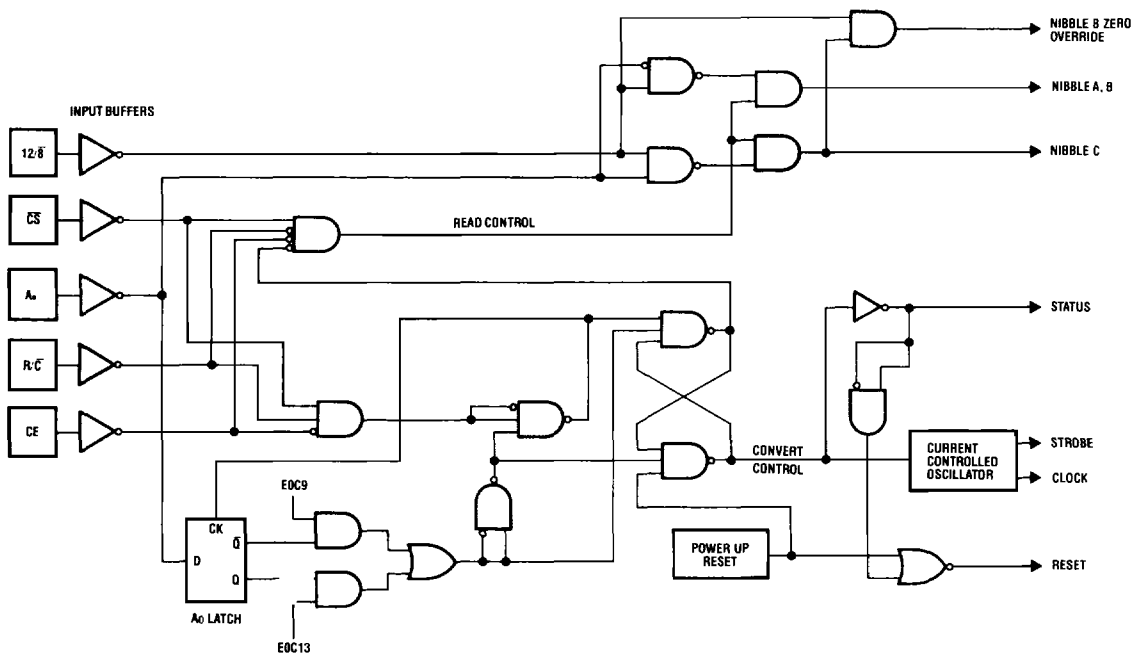 NIBBLE B ZERO
OVERRIDE
NIBBLE A, B
INPUT BUFFERS
12/8̅
NIBBLE C
C̅S̅
READ CONTROL
A₀
STATUS
R/C̅
CE
CONVERT
CONTROL
CURRENT
CONTROLLED
OSCILLATOR
STROBE
CLOCK
EOC9
CK
Q̅
D
Q
POWER UP
RESET
RESET
A₀ LATCH
EOC13